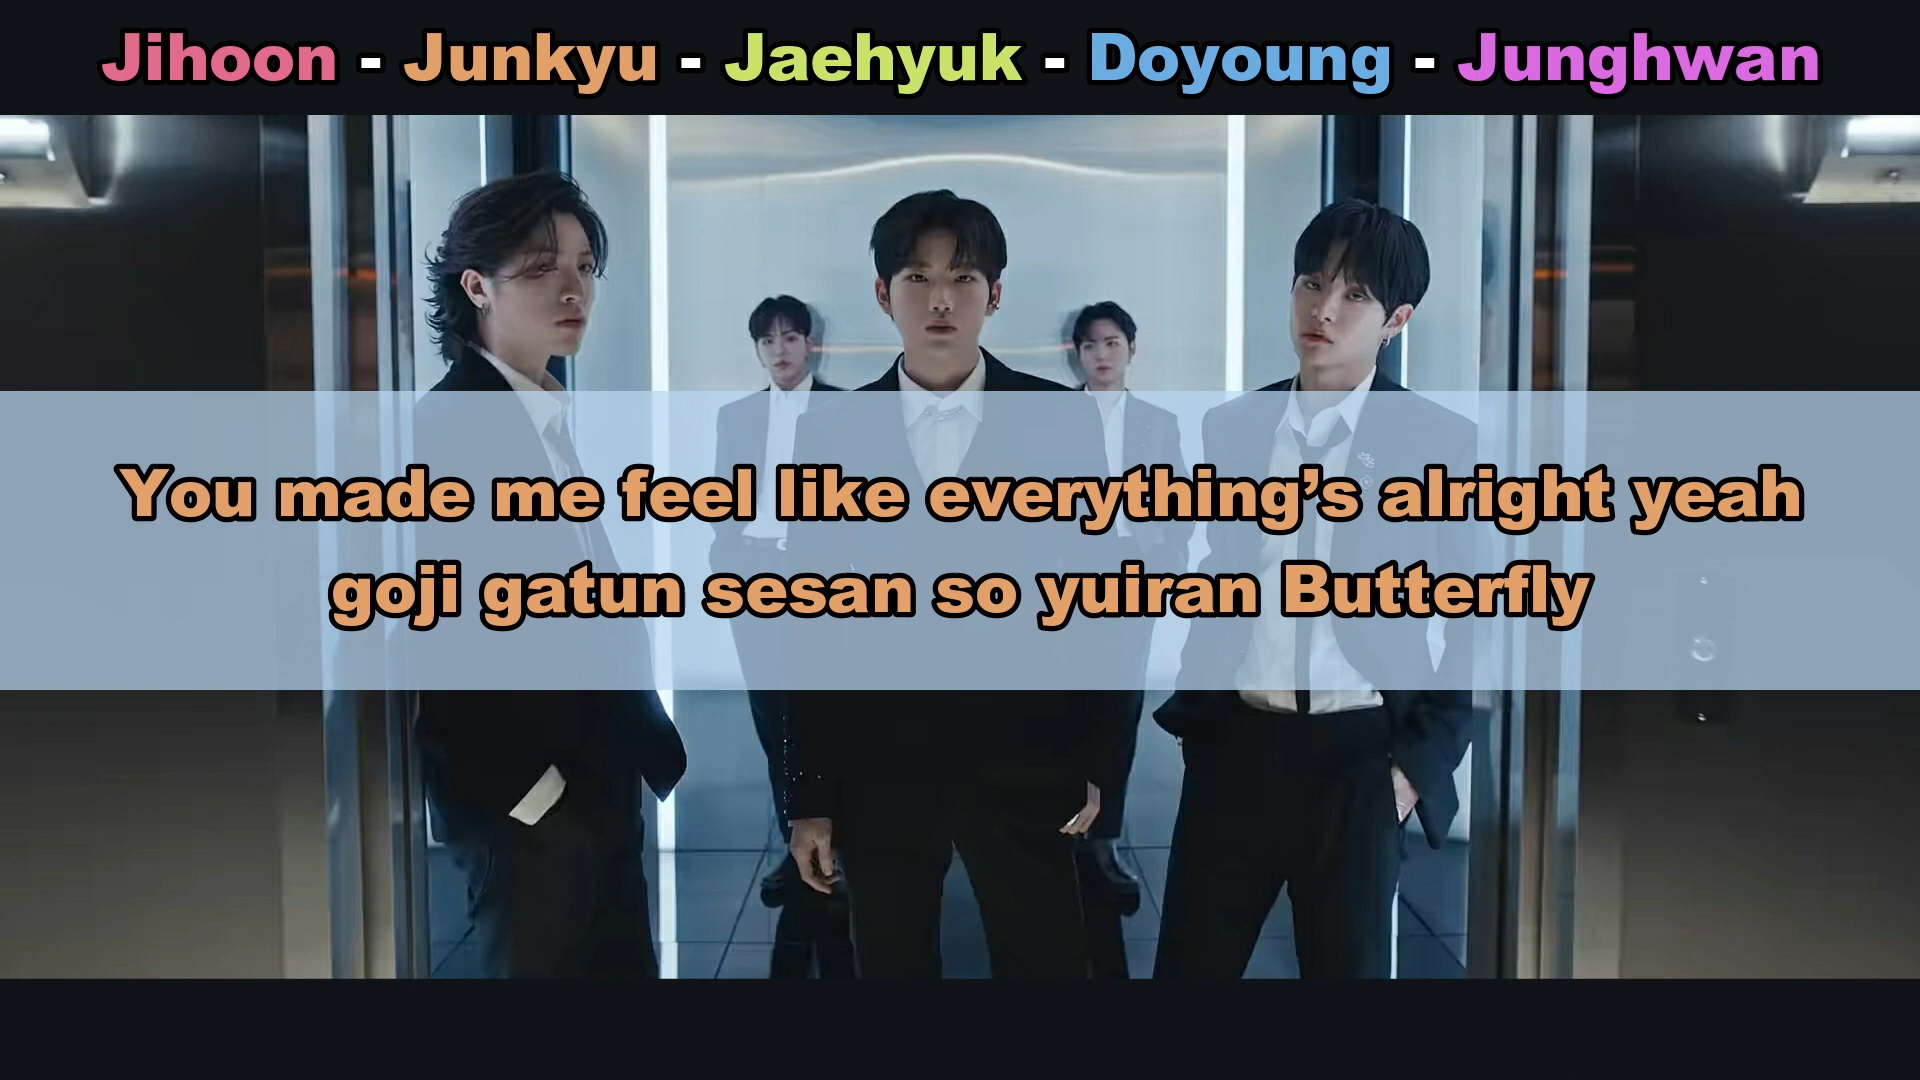 Jihoon - Junkyu - Jaehyuk - Doyoung - Junghwan
You made me feel like everything’s alright yeah
goji gatun sesan so yuiran Butterfly